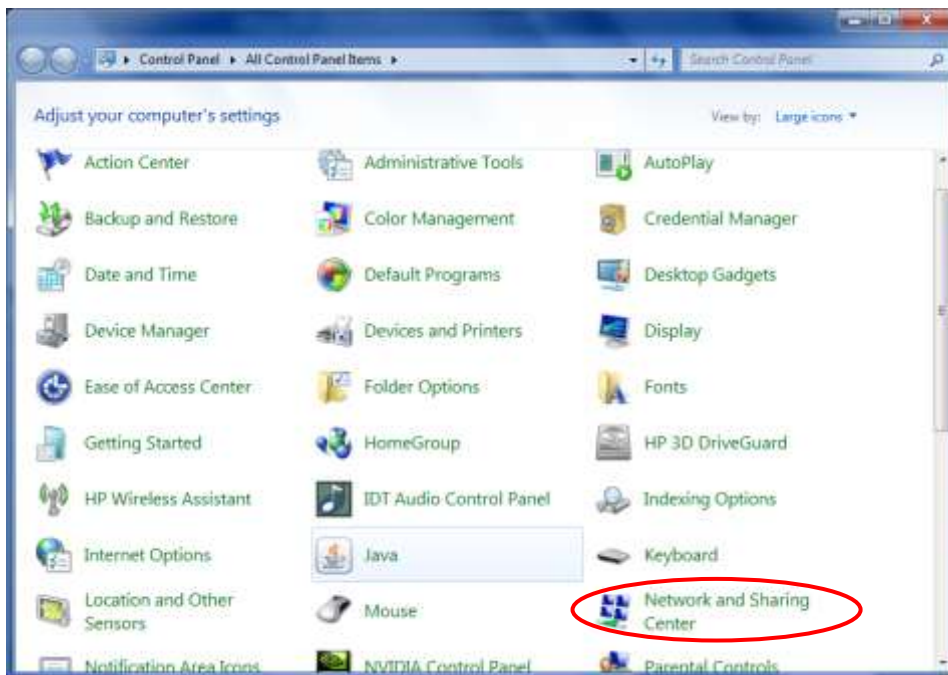 Control Panel
All Control Panel Items
Search Control Panel
Adjust your computer's settings
View by: Large icons
Action Center
Administrative Tools
AutoPlay
Backup and Restore
Color Management
Credential Manager
Date and Time
Default Programs
Desktop Gadgets
Device Manager
Devices and Printers
Display
Ease of Access Center
Folder Options
Fonts
Getting Started
HomeGroup
HP 3D DriveGuard
HP Wireless Assistant
IDT Audio Control Panel
Indexing Options
Internet Options
Java
Keyboard
Location and Other
Sensors
Mouse
Network and Sharing
Center
Notification Area Icons
NVIDIA Control Panel
Parental Controls